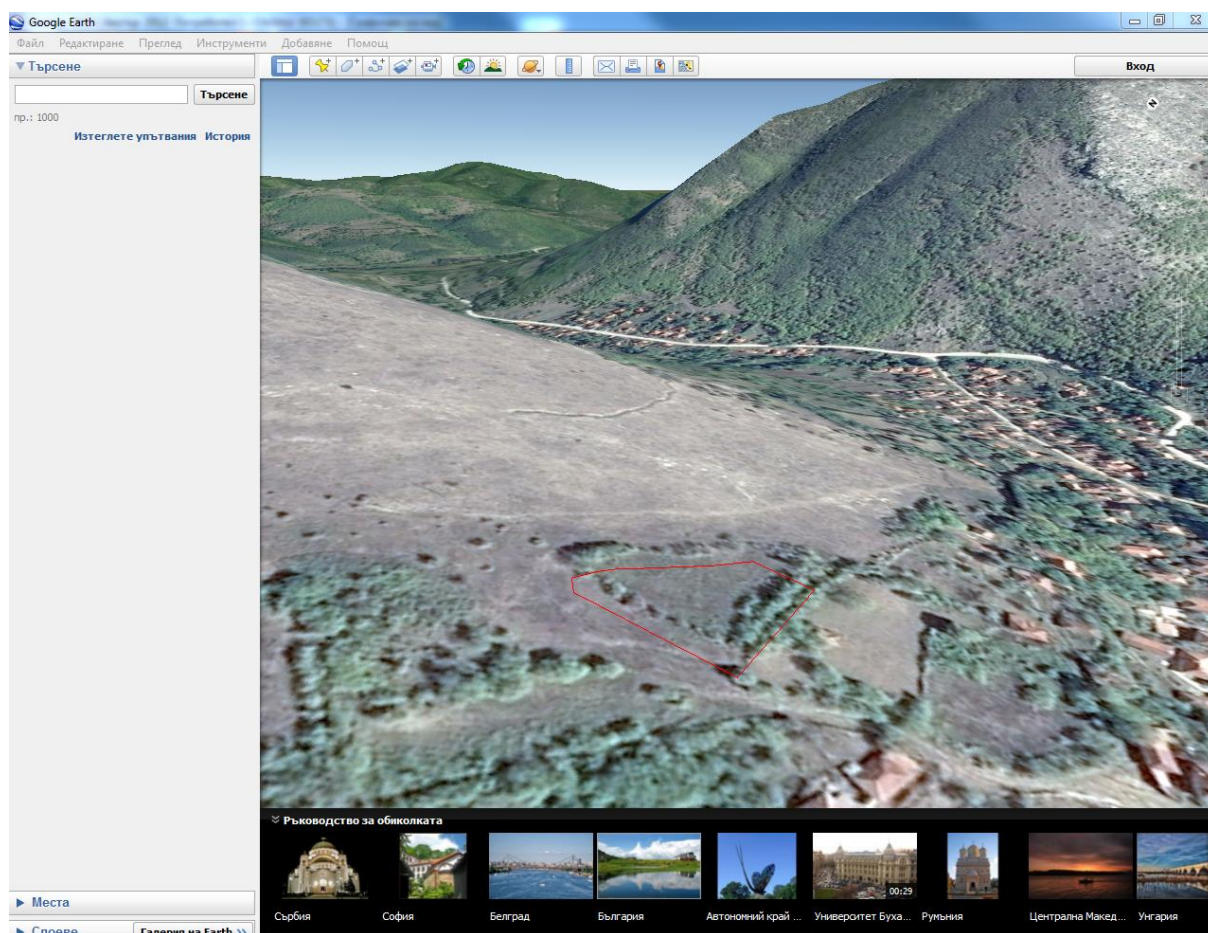 Google Earth
Файл Редактиране Преглед Инструменти Добавяне Помощ
Търсене
Вход
Търсене
пр.: 1000
Изтеглете упътвания История
Ръководство за обиколката
00:29
Сърбия София Белград България Автономний край ... Университет Буха... Румъния Централна Макед... Унгария
Места
Слоеве Галерия на Earth >>